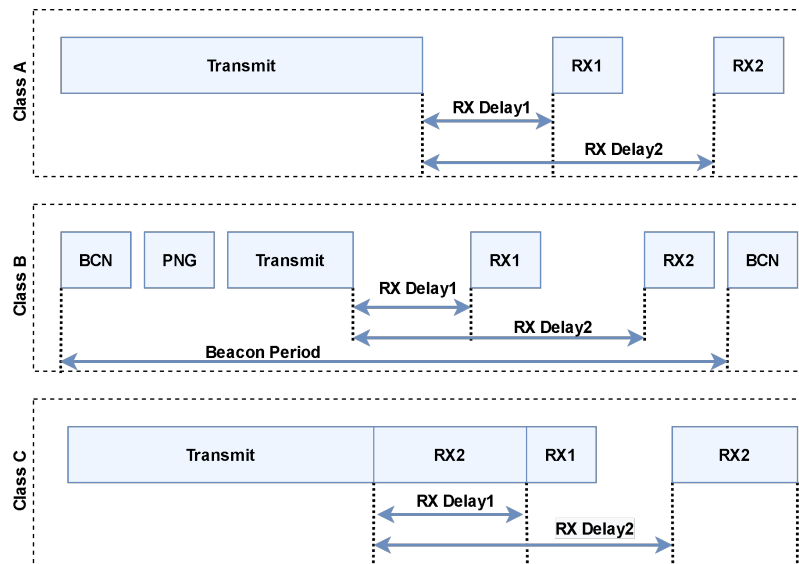 Class A
Transmit
RX1
RX2
RX Delay1
RX Delay2
Class B
BCN
PNG
Transmit
RX1
RX2
BCN
RX Delay1
RX Delay2
Beacon Period
Class C
Transmit
RX2
RX1
RX2
RX Delay1
RX Delay2